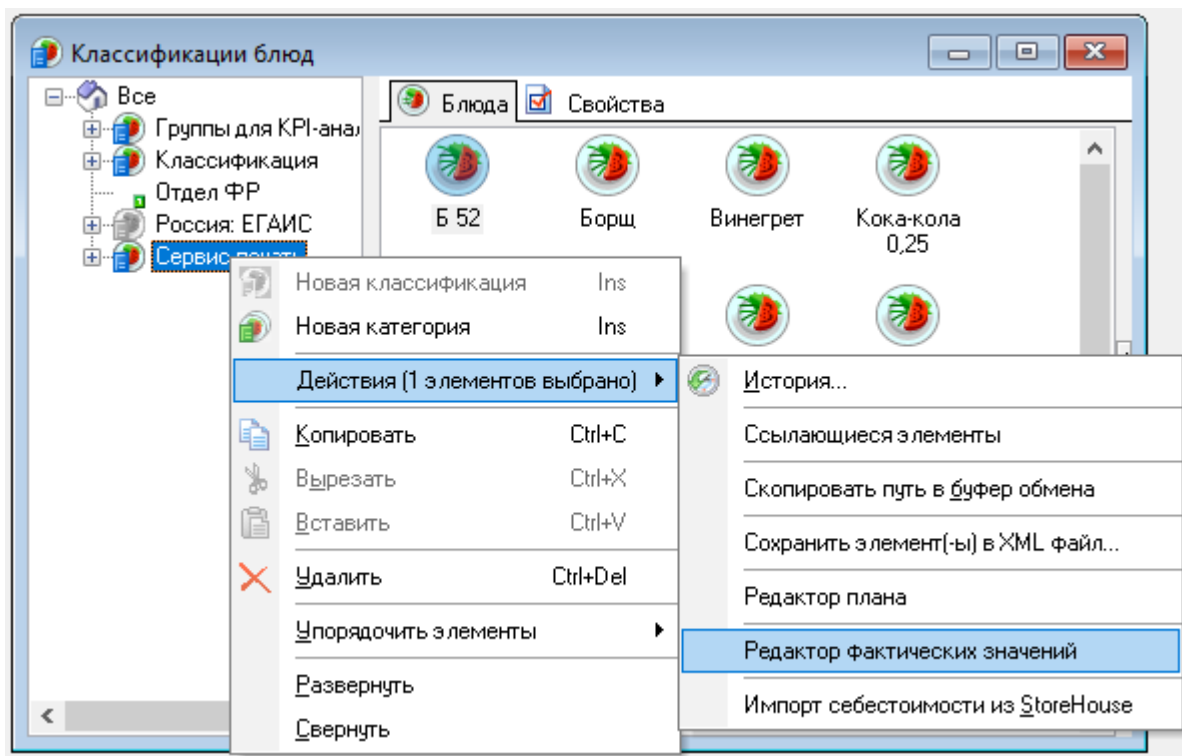 Классификации блюд
Все
Группы для KPI-ана
Классификация
Отдел ФР
Россия: ЕГАИС
Сервис печать
Блюда
Свойства
Б 52
Борщ
Винегрет
Кока-кола
0,25
Новая классификация Ins
Новая категория Ins
Действия (1 элементов выбрано)
Копировать Ctrl+C
Вырезать Ctrl+X
Вставить Ctrl+V
Удалить Ctrl+Del
Упорядочить элементы
Развернуть
Свернуть
История...
Ссылающиеся элементы
Скопировать путь в буфер обмена
Сохранить элемент(-ы) в XML файл...
Редактор плана
Редактор фактических значений
Импорт себестоимости из StoreHouse